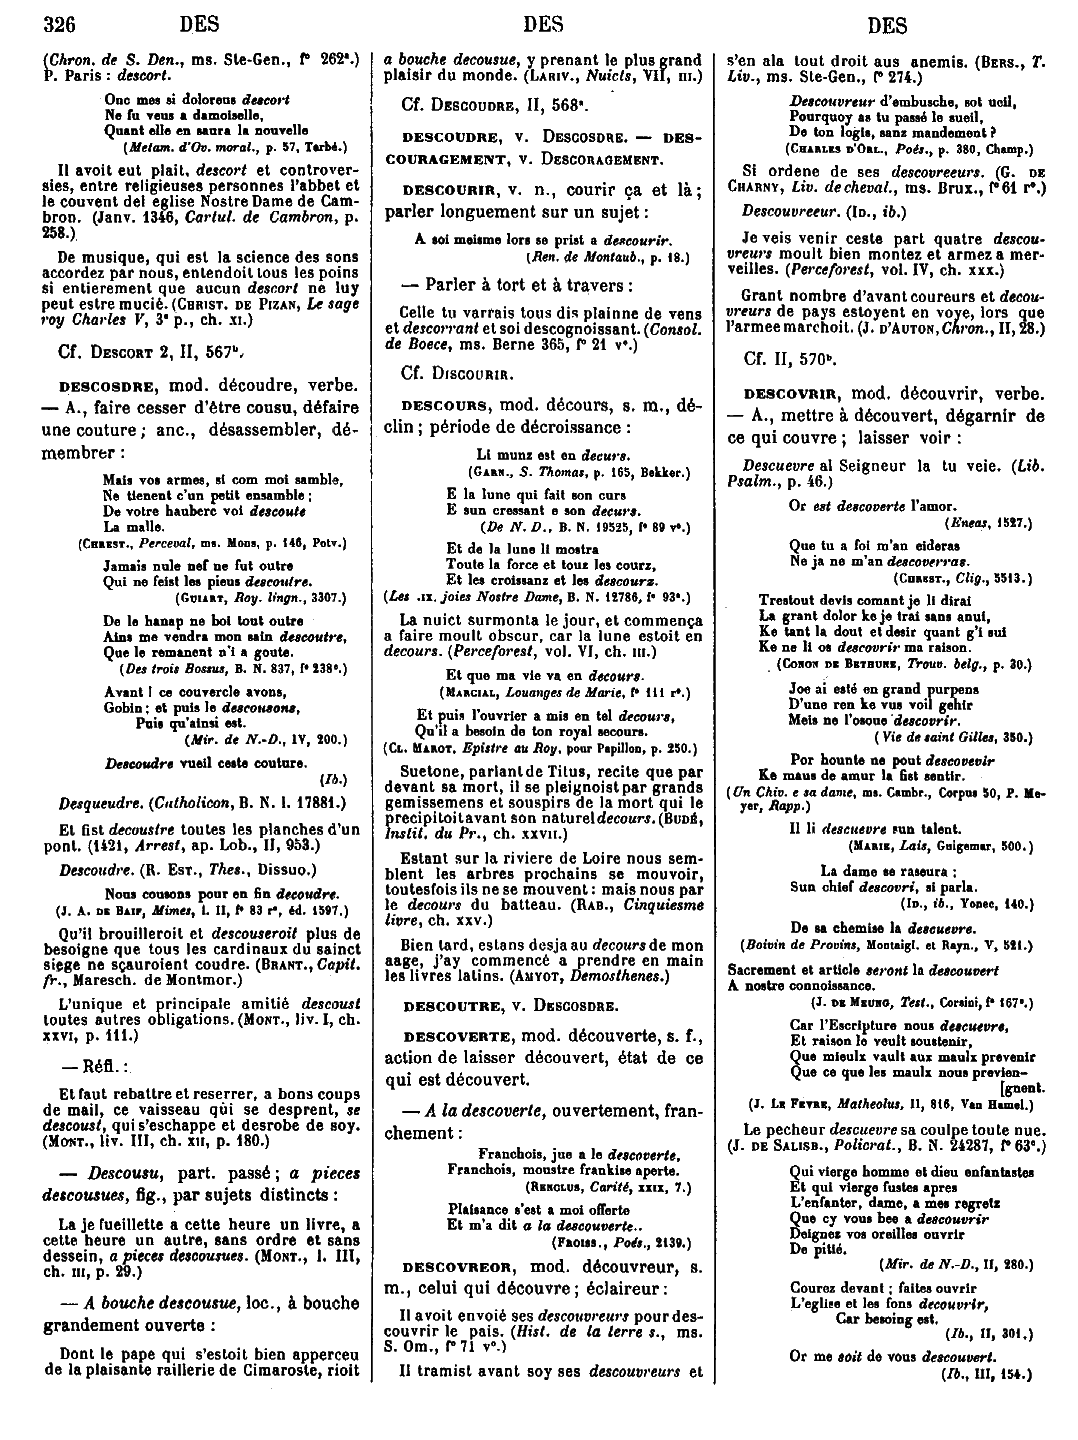 326 DES DES DES
(Chron. de S. Den., ms. Ste-Gen., f° 262ª.)
P. Paris : descort.
Onc mes si dolorens descort
Ne fu veus a damoiselle,
Quant elle en saura la nouvelle
(Metam. d'Ov. moral., p. 57, Tarbé.)
Il avoit eut plait, descort et controver-
sies, entre religieuses personnes l'abbet et
le couvent del eglise Nostre Dame de Cam-
bron. (Janv. 1346, Cartul. de Cambron, p.
258.)
De musique, qui est la science des sons
accordez par nous, entendoit tous les poins
si entierement que aucun descort ne luy
peut estre mucié. (CHRIST. DE PIZAN, Le sage
roy Charles V, 3ᵉ p., ch. XI.)
Cf. DESCORT 2, II, 567ᵇ.
DESCOSDRE, mod. découdre, verbe.
— A., faire cesser d'être cousu, défaire
une couture ; anc., désassembler, dé-
membrer :
Mais vos armes, si com moi samble,
Ne tienent c'un petit ensamble ;
De votre hauberc voi descoute
La malle.
(CHREST., Perceval, ms. Mons, p. 146, Potv.)
Jamais nule nef ne fut outre
Qui ne feist les pieus descoutre.
(GUIART, Roy. lingn., 3307.)
De le hanap ne boi tout outre
Ains me vendra mon sain descoutre,
Que le remanent n'i a goute.
(Des trois Bossus, B. N. 837, f° 238ᵃ.)
Avant ! ce couvercle avons,
Gobin ; et puis le descousons,
Puis qu'ainsi est.
(Mir. de N.-D., IV, 200.)
Descoudre vueil ceste couture.
(Ib.)
Desqueudre. (Catholicon, B. N. l. 17881.)
Et fist decoustre toutes les planches d'un
pont. (1421, Arrest, ap. Lob., II, 953.)
Descoudre. (R. EST., Thes., Dissuo.)
Nous cousons pour en fin decoudre.
(J. A. DE BAIF, Mimes, l. II, f° 83 r°, éd. 1597.)
Qu'il brouilleroit et descouseroit plus de
besoigne que tous les cardinaux du sainct
siege ne sçauroient coudre. (BRANT., Capit.
fr., Maresch. de Montmor.)
L'unique et principale amitié descoust
toutes autres obligations. (MONT., liv. I, ch.
XXVI, p. 111.)
— Réfl. :
Et faut rebattre et reserrer, a bons coups
de mail, ce vaisseau qui se desprent, se
descoust, qui s'eschappe et desrobe de soy.
(MONT., liv. III, ch. XII, p. 180.)
— Descousu, part. passé ; a pieces
descousues, fig., par sujets distincts :
La je fueillette a cette heure un livre, a
cette heure un autre, sans ordre et sans
dessein, a pieces descousues. (MONT., l. III,
ch. III, p. 29.)
— A bouche descousue, loc., à bouche
grandement ouverte :
Dont le pape qui s'estoit bien apperceu
de la plaisante raillerie de Cimaroste, rioit
a bouche decousue, y prenant le plus grand
plaisir du monde. (LARIV., Nuicts, VII, III.)
Cf. DESCOUDRE, II, 568ᵃ.
DESCOUDRE, v. DESCOSDRE. — DES-
COURAGEMENT, v. DESCORAGEMENT.
DESCOURIR, v. n., courir ça et là ;
parler longuement sur un sujet :
A soi meisme lors se prist a descourir.
(Ren. de Montaub., p. 18.)
— Parler à tort et à travers :
Celle tu varrais tous dis plainne de vens
et descorrant et soi descognoissant. (Consol.
de Boece, ms. Berne 365, f° 21 v°.)
Cf. DISCOURIR.
DESCOURS, mod. décours, s. m., dé-
clin ; période de décroissance :
Li munz est en decurs.
(GARN., S. Thomas, p. 165, Bekker.)
E la lune qui fait son curs
E sun cressant e son decurs.
(De N. D., B. N. 19525, f° 89 v°.)
Et de la lune li mostra
Toute la force et touz les courz,
Et les croissanz et les descourz.
(Les .IX. joies Nostre Dame, B. N. 12786, f° 93ᵃ.)
La nuict surmonta le jour, et commença
a faire moult obscur, car la lune estoit en
decours. (Perceforest, vol. VI, ch. III.)
Et que ma vie va en decours.
(MARCIAL, Louanges de Marie, f° 111 r°.)
Et puis l'ouvrier a mis en tel decours,
Qu'il a besoin de ton royal secours.
(CL. MAROT, Epistre au Roy, pour Papillon, p. 250.)
Suetone, parlant de Titus, recite que par
devant sa mort, il se pleignoist par grands
gemissemens et souspirs de la mort qui le
precipitoit avant son naturel decours. (BUDÉ,
Instit. du Pr., ch. XXVII.)
Estant sur la riviere de Loire nous sem-
blent les arbres prochains se mouvoir,
toutesfois ils ne se mouvent : mais nous par
le decours du batteau. (RAB., Cinquiesme
livre, ch. XXV.)
Bien tard, estans desja au decours de mon
aage, j'ay commencé a prendre en main
les livres latins. (AMYOT, Demosthenes.)
DESCOUTRE, v. DESCOSDRE.
DESCOVERTE, mod. découverte, s. f.,
action de laisser découvert, état de ce
qui est découvert.
— A la descoverte, ouvertement, fran-
chement :
Franchois, jue a le descoverte,
Franchois, moustre frankise aperte.
(RENCLUS, Carité, XXIX, 7.)
Plaisance s'est a moi offerte
Et m'a dit a la descouverte..
(FROISS., Poés., 2139.)
DESCOVREOR, mod. découvreur, s.
m., celui qui découvre ; éclaireur :
Il avoit envoié ses descouvreurs pour des-
couvrir le pais. (Hist. de la terre s., ms.
S. Om., f° 71 v°.)
Il tramist avant soy ses descouvreurs et
s'en ala tout droit aus anemis. (BERS., T.
Liv., ms. Ste-Gen., f° 274.)
Descouvreur d'embusche, sot ueil,
Pourquoy as tu passé le sueil,
De ton logis, sanz mandement ?
(CHARLES D'ORL., Poés., p. 380, Champ.)
Si ordene de ses descovreeurs. (G. DE
CHARNY, Liv. de cheval., ms. Brux., f° 61 r°.)
Descouvreeur. (ID., ib.)
Je veis venir ceste part quatre descou-
vreurs moult bien montez et armez a mer-
veilles. (Perceforest, vol. IV, ch. XXX.)
Grant nombre d'avant coureurs et decou-
vreurs de pays estoyent en voye, lors que
l'armee marchoit. (J. D'AUTON, Chron., II, 28.)
Cf. II, 570ᵇ.
DESCOVRIR, mod. découvrir, verbe.
— A., mettre à découvert, dégarnir de
ce qui couvre ; laisser voir :
Descuevre al Seigneur la tu veie. (Lib.
Psalm., p. 46.)
Or est descoverte l'amor.
(Eneas, 1527.)
Que tu a foi m'an eideras
Ne ja ne m'an descoverras.
(CHREST., Clig., 5513.)
Trestout devis comant je li dirai
La grant dolor ke je trai sans anui,
Ke tant la dout et desir quant g'i sui
Ke ne li os descovrir ma raison.
(CONON DE BETHUNE, Trouv. belg., p. 30.)
Joe ai esté en grand purpens
D'une ren ke vus voil gehir
Meis ne l'osoue descovrir.
(Vie de saint Gilles, 350.)
Por hounte ne pout descovevir
Ke maus de amur la fist sentir.
(Un Chiv. e sa dame, ms. Cambr., Corpus 50, P. Me-
yer, Rapp.)
Il li descuevre sun talent.
(MARIE, Lais, Guigemar, 500.)
La dame se raseura ;
Sun chief descovri, si parla.
(ID., ib., Yonec, 140.)
De sa chemise la descuevre.
(Boivin de Provins, Montaigl. et Rayn., V, 521.)
Sacrement et article seront la descouvert
A nostre connoissance.
(J. DE MEUNG, Test., Corsini, f° 167ᵃ.)
Car l'Escripture nous descuevre,
Et raison le veult soustenir,
Que mieulx vault aux maulx prevenir
Que ce que les maulx nous previen-
[gnent.
(J. LE FEVRE, Matheolus, II, 816, Van Hamel.)
Le pecheur descuevre sa coulpe toute nue.
(J. DE SALISB., Policrat., B. N. 24287, f° 63ᶜ.)
Qui vierge homme et dieu enfantastes
Et qui vierge fustes apres
L'enfanter, dame, a mes regretz
Que cy vous bee a descouvrir
Deignez vos oreilles ouvrir
De pitié.
(Mir. de N.-D., II, 280.)
Courez devant ; faites ouvrir
L'eglise et les fons decouvrir,
Car besoing est.
(Ib., II, 301.)
Or me soit de vous descouvert.
(Ib., III, 154.)